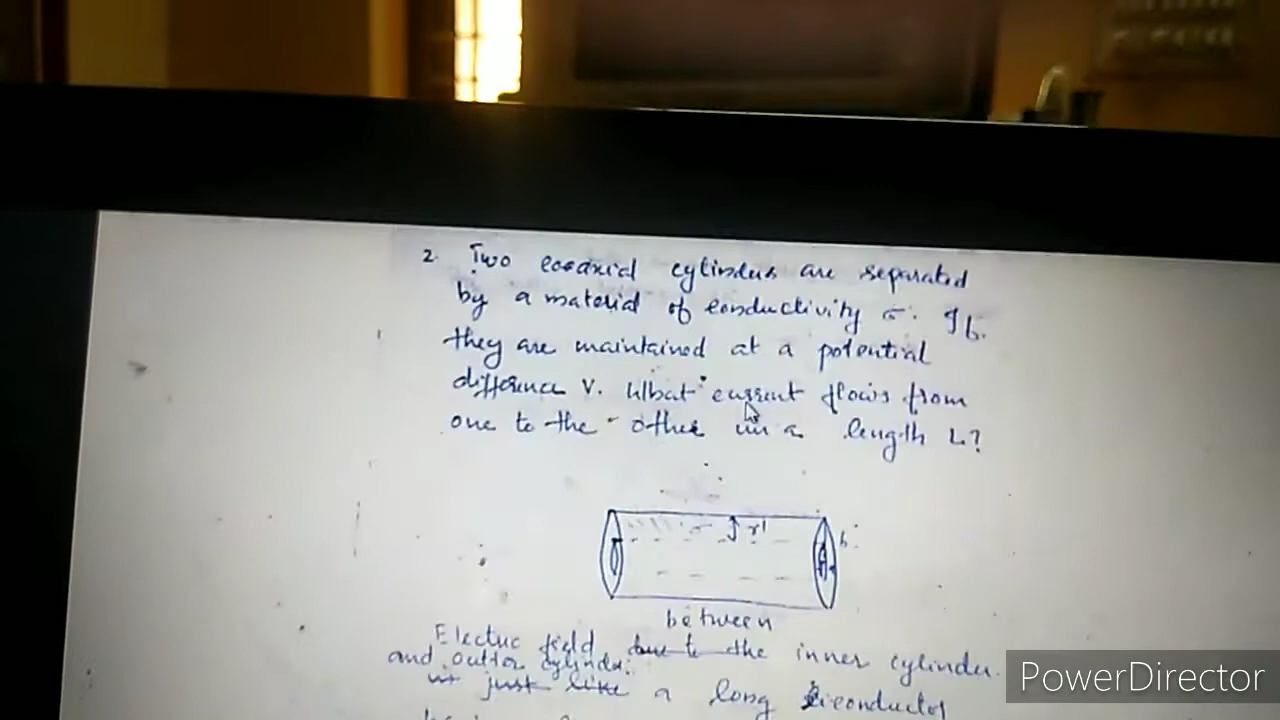 2. Two coaxial cylinders are separated
by a material of conductivity σ. If
they are maintained at a potential
difference V. What current flows from
one to the other in a length L?
σ r b
between
Electric field due to the inner cylinder
and outer cylinder.
just like a long conductor
PowerDirector